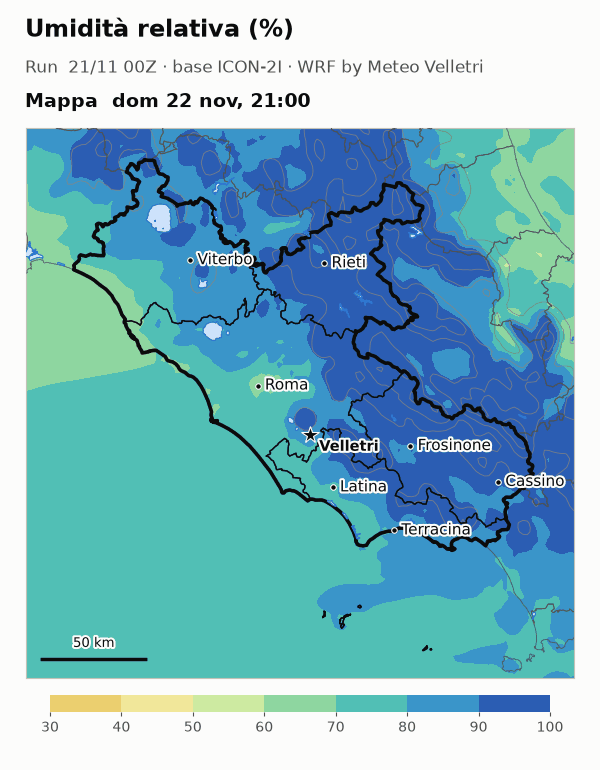 Umidità relativa (%)
Run 21/11 00Z · base ICON-2I · WRF by Meteo Velletri
Mappa dom 22 nov, 21:00
Viterbo
Rieti
Roma
Velletri
Frosinone
Cassino
Latina
Terracina
50 km
30 40 50 60 70 80 90 100